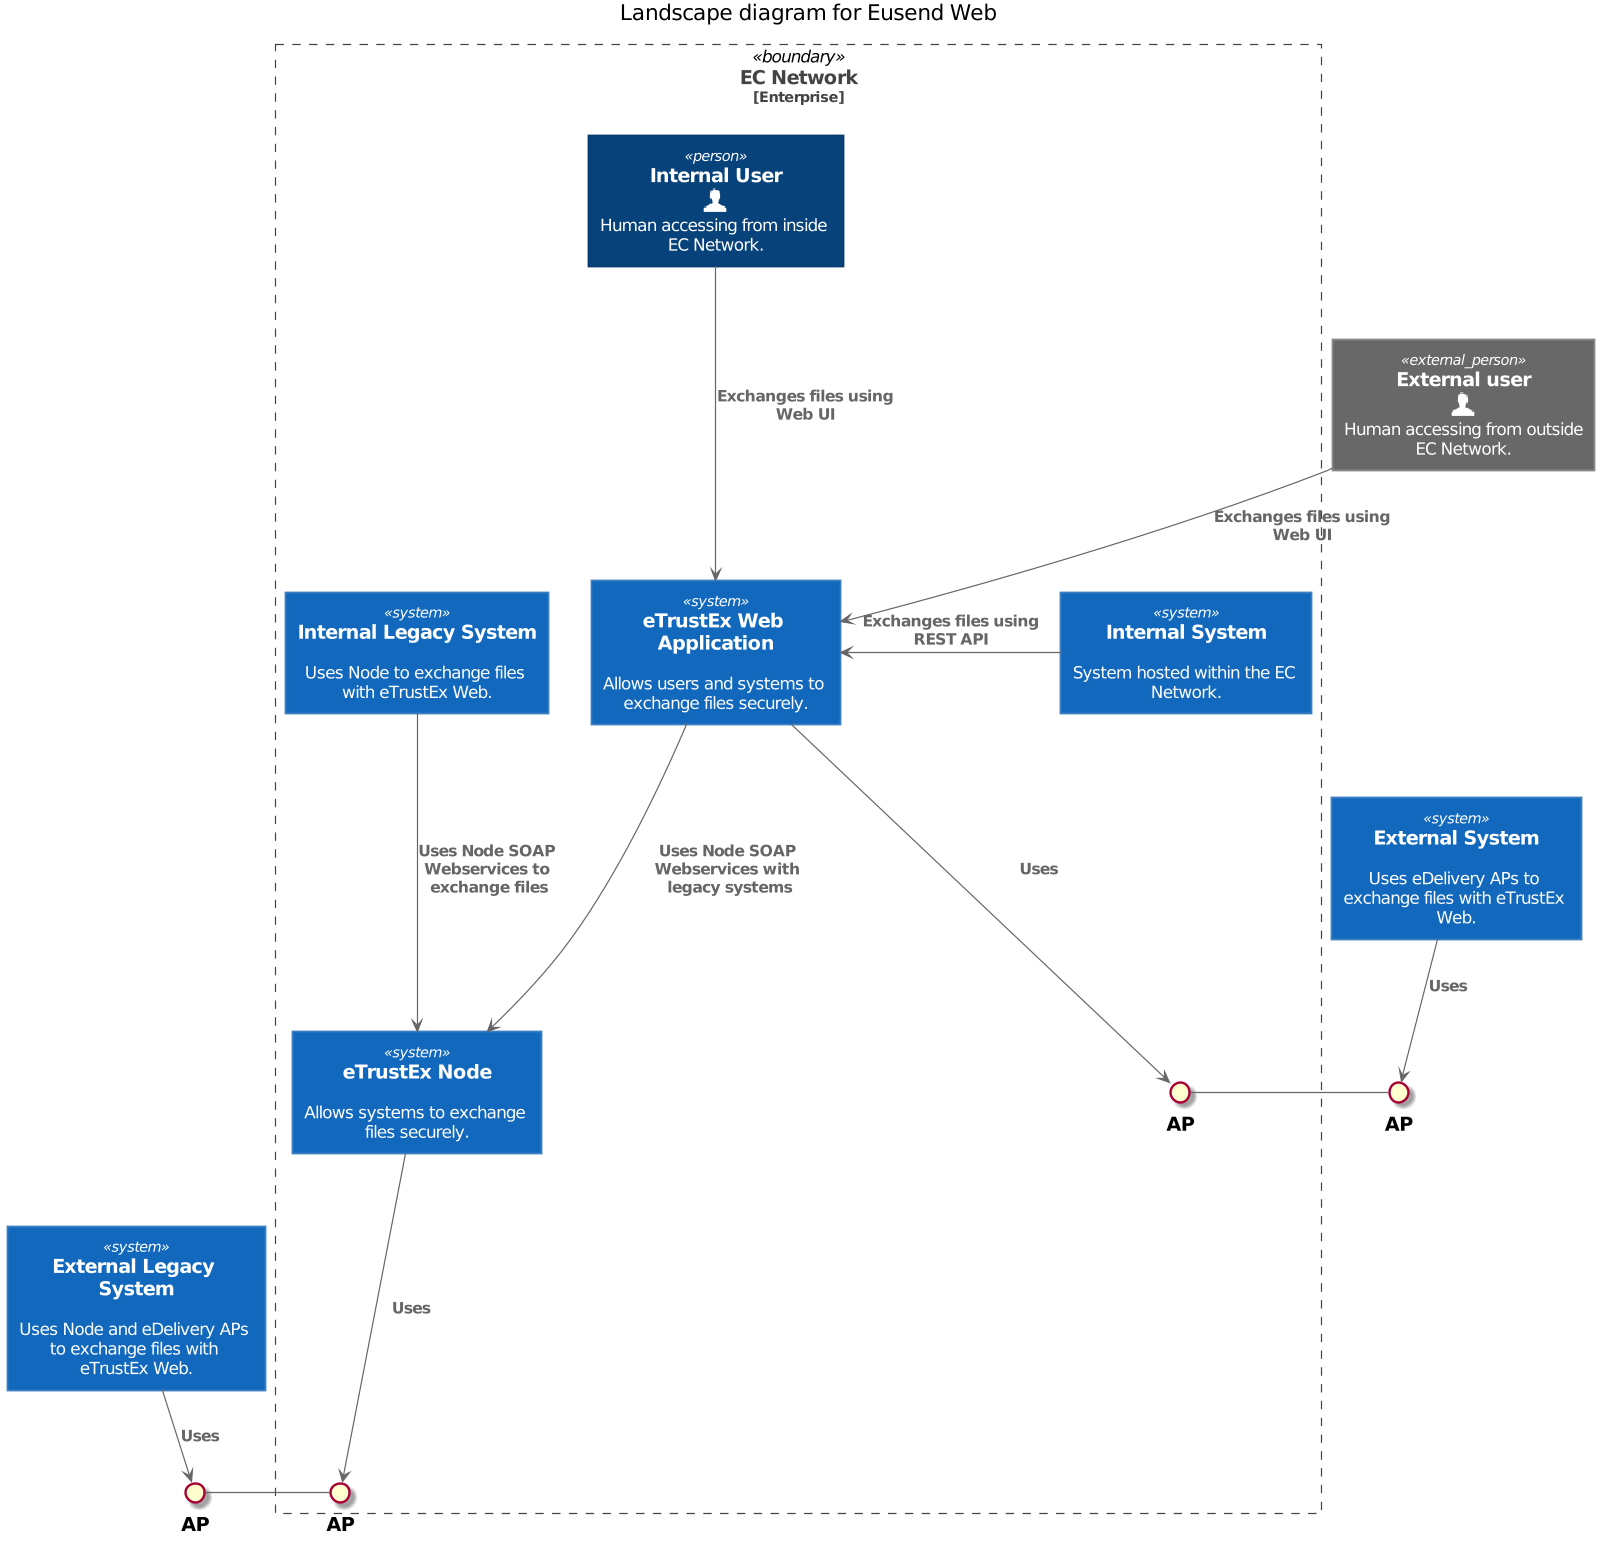 Landscape diagram for Eusend Web
«boundary»
EC Network
[Enterprise]
«person»
Internal User
Human accessing from inside
EC Network.
«external_person»
External user
Human accessing from outside
EC Network.
Exchanges files using
Web UI
Exchanges files using
Web UI
«system»
Internal Legacy System
Uses Node to exchange files
with eTrustEx Web.
«system»
eTrustEx Web
Application
Allows users and systems to
exchange files securely.
Exchanges files using
REST API
«system»
Internal System
System hosted within the EC
Network.
«system»
External System
Uses eDelivery APs to
exchange files with eTrustEx
Web.
Uses Node SOAP
Webservices to
exchange files
Uses Node SOAP
Webservices with
legacy systems
Uses
Uses
«system»
eTrustEx Node
Allows systems to exchange
files securely.
AP
AP
«system»
External Legacy
System
Uses Node and eDelivery APs
to exchange files with
eTrustEx Web.
Uses
Uses
AP
AP